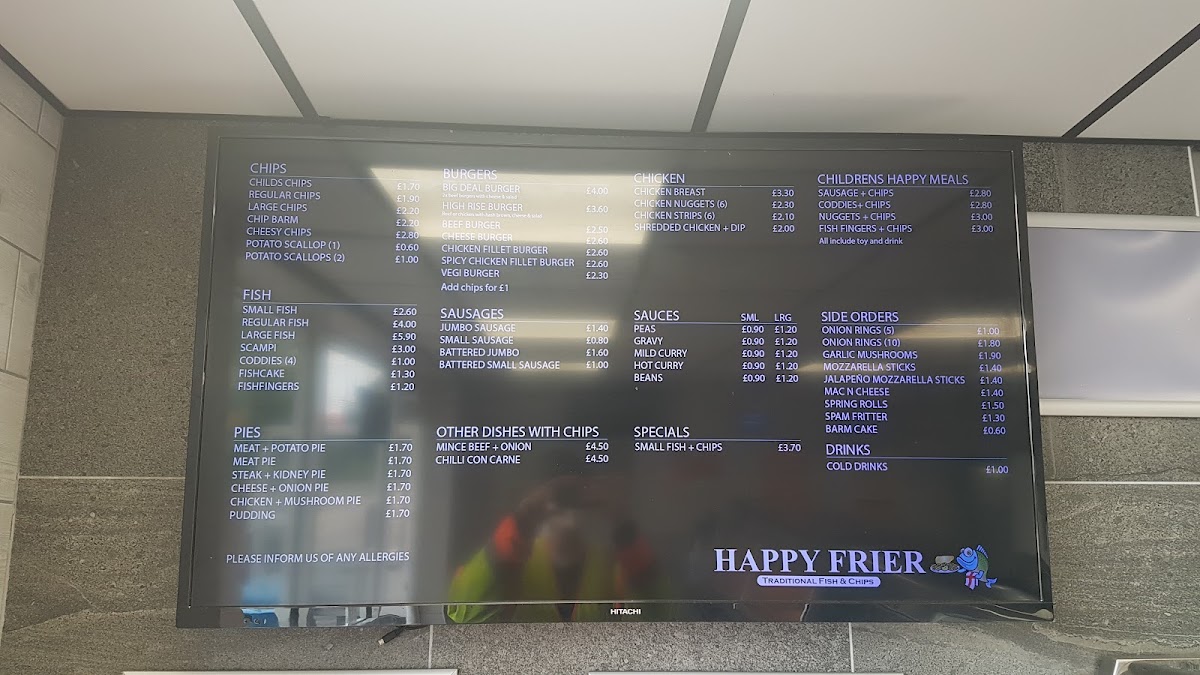 CHIPS
CHILDS CHIPS £1.70
REGULAR CHIPS £1.90
LARGE CHIPS £2.20
CHIP BARM £2.20
CHEESY CHIPS £2.80
POTATO SCALLOP (1) £0.60
POTATO SCALLOPS (2) £1.00
FISH
SMALL FISH £2.60
REGULAR FISH £4.00
LARGE FISH £5.90
SCAMPI £3.00
CODDIES (4) £1.00
FISHCAKE £1.30
FISHFINGERS £1.20
PIES
MEAT + POTATO PIE £1.70
MEAT PIE £1.70
STEAK + KIDNEY PIE £1.70
CHEESE + ONION PIE £1.70
CHICKEN + MUSHROOM PIE £1.70
PUDDING £1.70
PLEASE INFORM US OF ANY ALLERGIES
BURGERS
BIG DEAL BURGER £4.00
HIGH RISE BURGER £3.60
BEEF BURGER £2.50
CHEESE BURGER £2.60
CHICKEN FILLET BURGER £2.60
SPICY CHICKEN FILLET BURGER £2.60
VEGI BURGER £2.30
Add chips for £1
SAUSAGES
JUMBO SAUSAGE £1.40
SMALL SAUSAGE £0.80
BATTERED JUMBO £1.60
BATTERED SMALL SAUSAGE £1.00
OTHER DISHES WITH CHIPS
MINCE BEEF + ONION £4.50
CHILLI CON CARNE £4.50
CHICKEN
CHICKEN BREAST £3.30
CHICKEN NUGGETS (6) £2.30
CHICKEN STRIPS (6) £2.10
SHREDDED CHICKEN + DIP £2.00
SAUCES SML LRG
PEAS £0.90 £1.20
GRAVY £0.90 £1.20
MILD CURRY £0.90 £1.20
HOT CURRY £0.90 £1.20
BEANS £0.90 £1.20
SPECIALS
SMALL FISH + CHIPS £3.70
CHILDRENS HAPPY MEALS
SAUSAGE + CHIPS £2.80
CODDIES+ CHIPS £2.80
NUGGETS + CHIPS £3.00
FISH FINGERS + CHIPS £3.00
All include toy and drink
SIDE ORDERS
ONION RINGS (5) £1.00
ONION RINGS (10) £1.80
GARLIC MUSHROOMS £1.90
MOZZARELLA STICKS £1.40
JALAPEÑO MOZZARELLA STICKS £1.40
MAC N CHEESE £1.40
SPRING ROLLS £1.50
SPAM FRITTER £1.30
BARM CAKE £0.60
DRINKS
COLD DRINKS £1.00
HAPPY FRIER
TRADITIONAL FISH & CHIPS
HITACHI